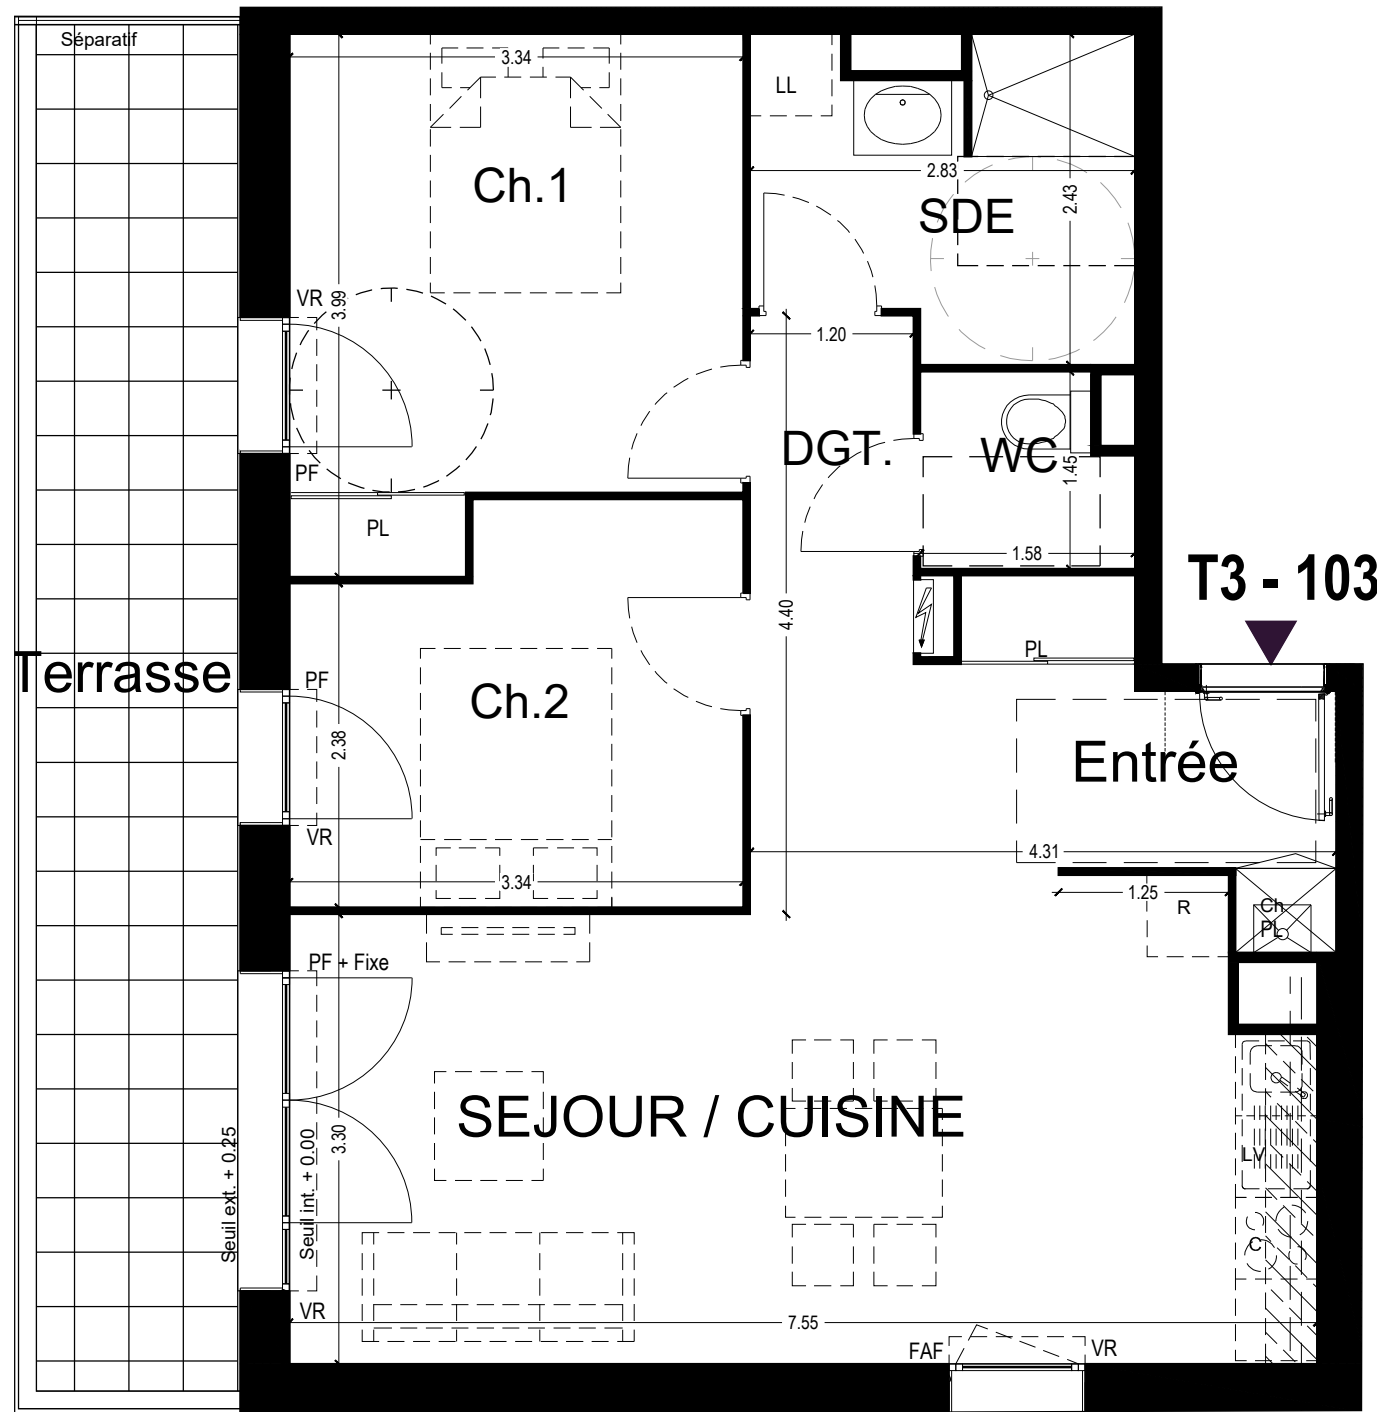 Séparatif
3.34
LL
Ch.1
2.83
2.43
SDE
VR
3.99
1.20
DGT.
WC
1.45
PF
PL
1.58
T3 - 103
4.40
PL
Terrasse
PF
Ch.2
2.38
Entrée
VR
4.31
3.34
1.25
R
Ch
PL
PF + Fixe
SEJOUR / CUISINE
3.30
Seuil ext. + 0.25
Seuil int. + 0.00
LV
C
VR
7.55
FAF
VR